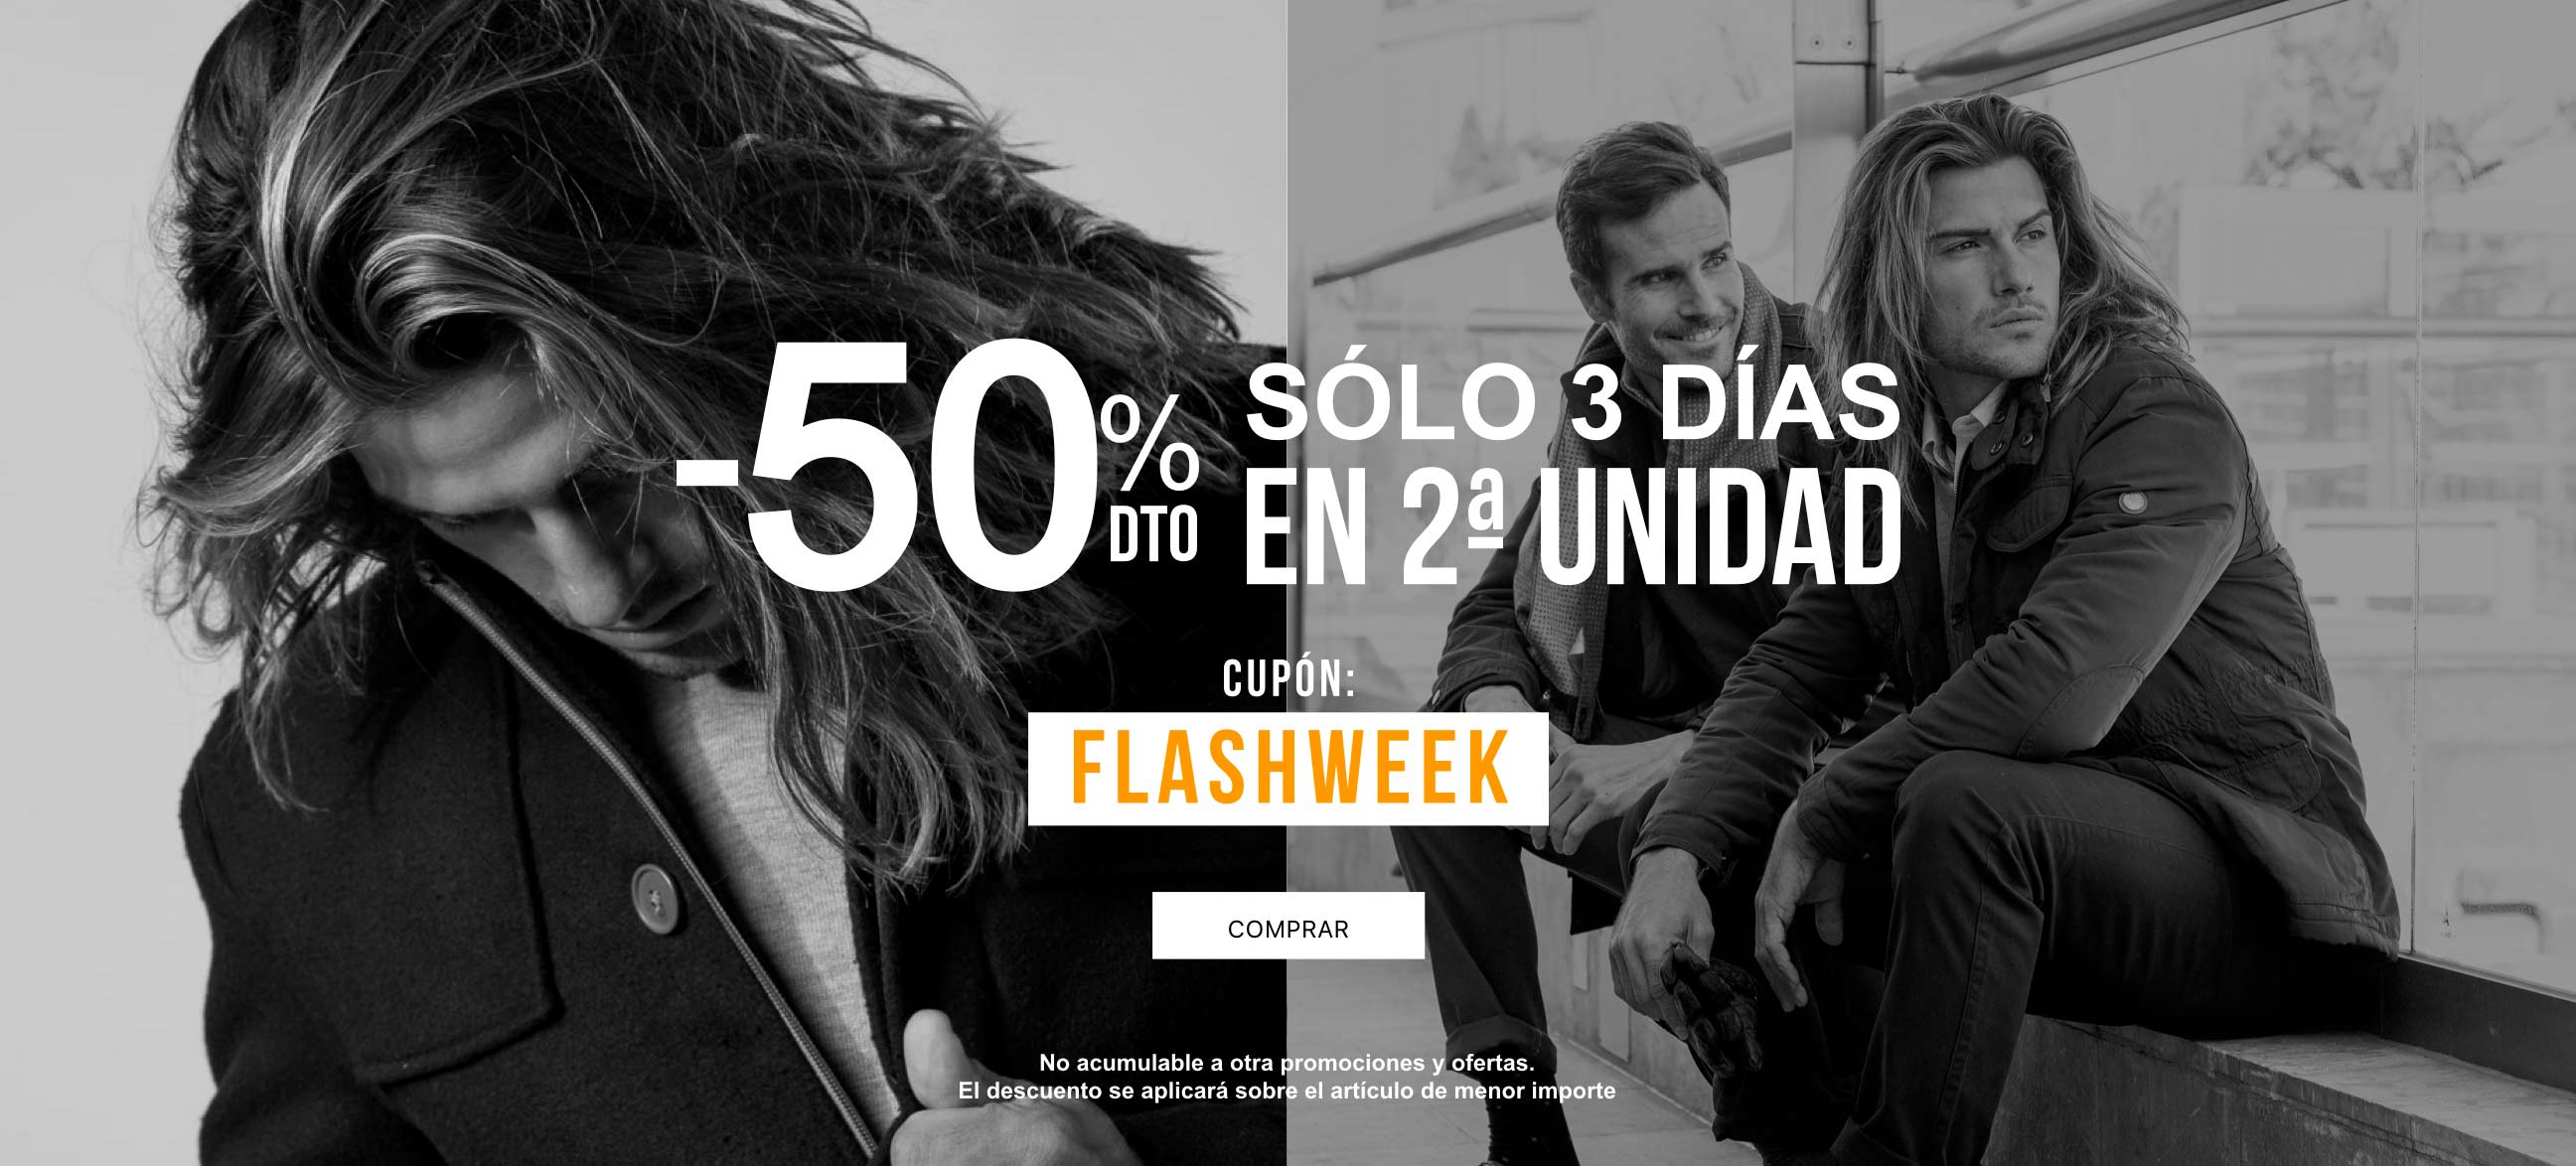 -50% DTO
SÓLO 3 DÍAS
EN 2ª UNIDAD
CUPÓN:
FLASHWEEK
COMPRAR
No acumulable a otra promociones y ofertas.
El descuento se aplicará sobre el artículo de menor importe